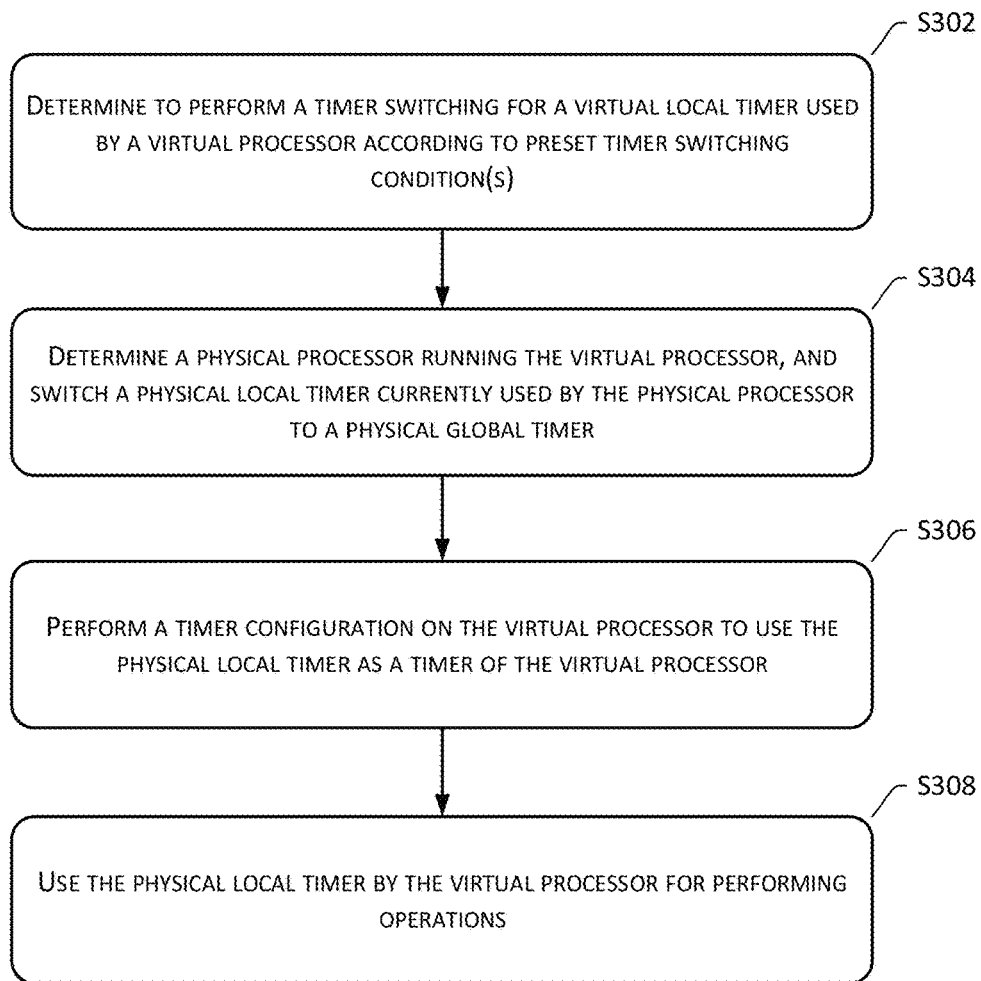 S302
DETERMINE TO PERFORM A TIMER SWITCHING FOR A VIRTUAL LOCAL TIMER USED
BY A VIRTUAL PROCESSOR ACCORDING TO PRESET TIMER SWITCHING
CONDITION(S)
S304
DETERMINE A PHYSICAL PROCESSOR RUNNING THE VIRTUAL PROCESSOR, AND
SWITCH A PHYSICAL LOCAL TIMER CURRENTLY USED BY THE PHYSICAL PROCESSOR
TO A PHYSICAL GLOBAL TIMER
S306
PERFORM A TIMER CONFIGURATION ON THE VIRTUAL PROCESSOR TO USE THE
PHYSICAL LOCAL TIMER AS A TIMER OF THE VIRTUAL PROCESSOR
S308
USE THE PHYSICAL LOCAL TIMER BY THE VIRTUAL PROCESSOR FOR PERFORMING
OPERATIONS